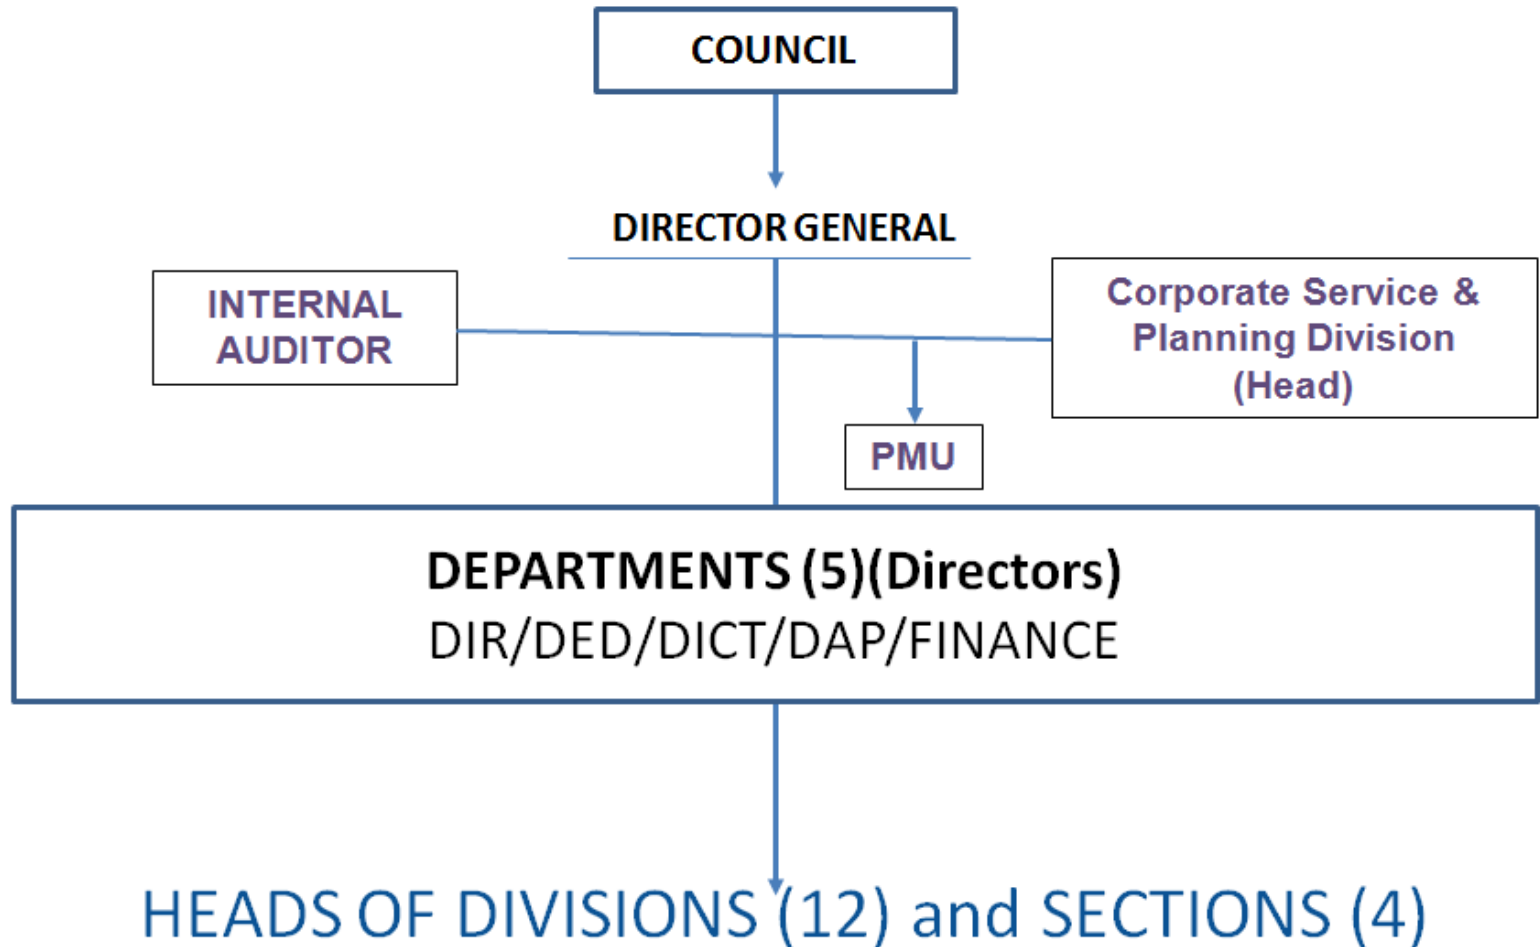 COUNCIL
DIRECTOR GENERAL
INTERNAL
AUDITOR
Corporate Service &
Planning Division
(Head)
PMU
DEPARTMENTS (5)(Directors)
DIR/DED/DICT/DAP/FINANCE
HEADS OF DIVISIONS (12) and SECTIONS (4)